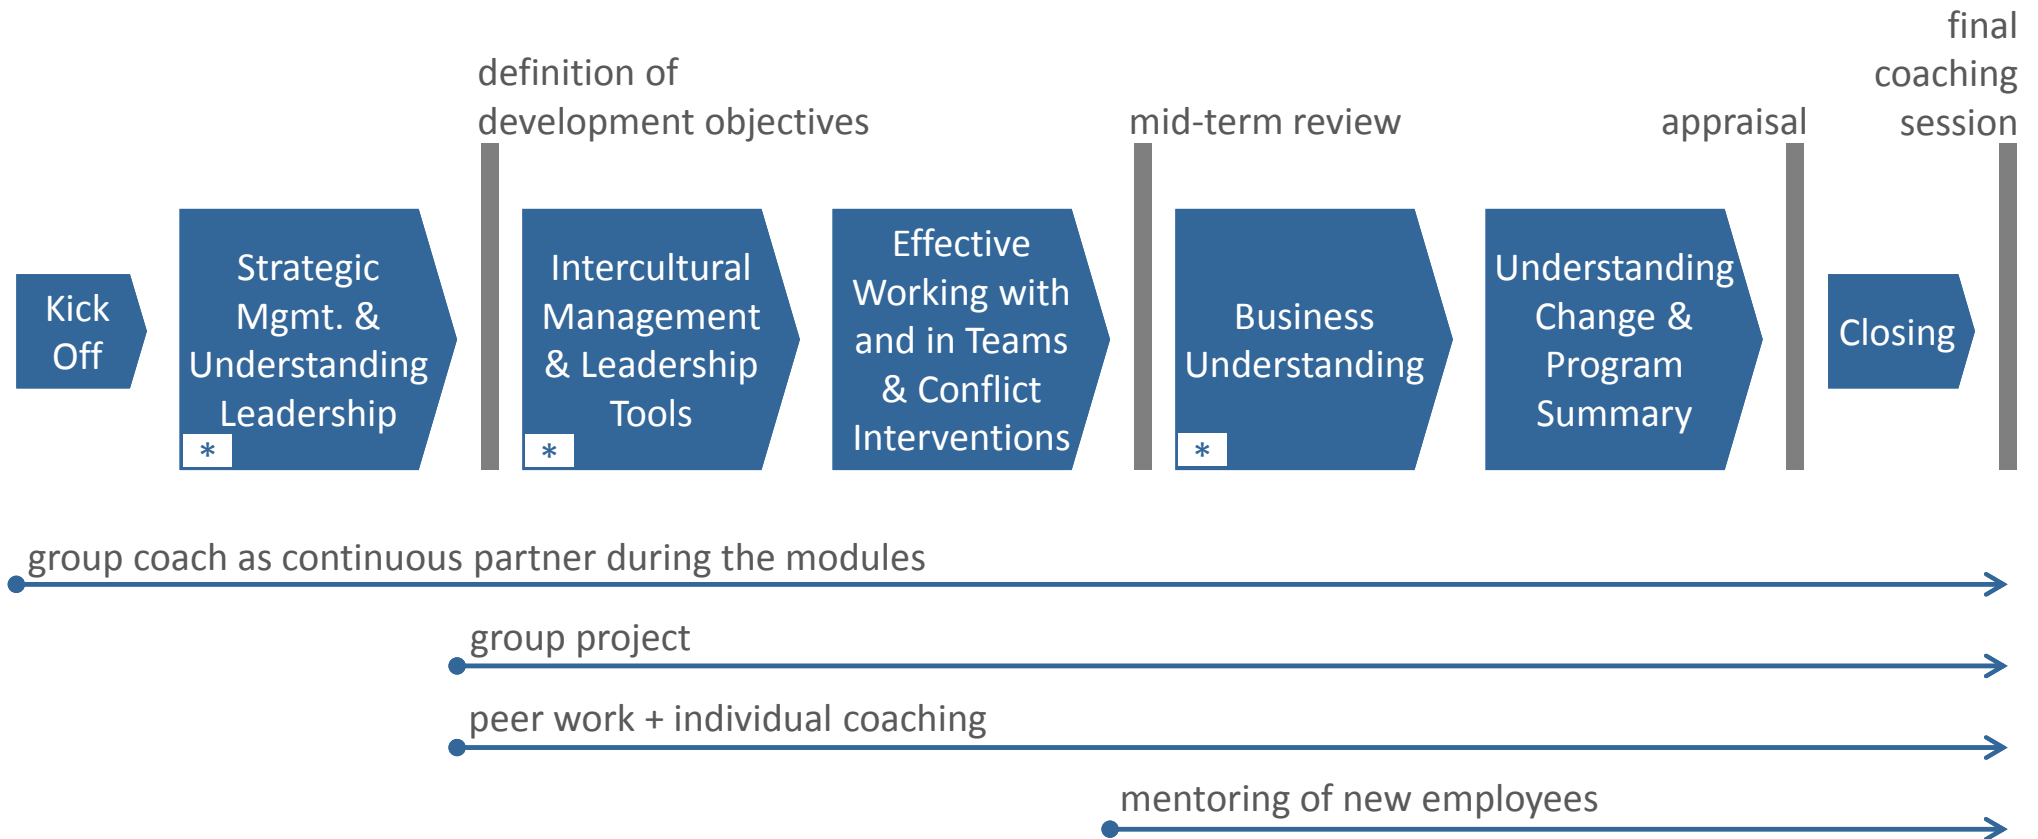 definition of
development objectives
mid-term review
appraisal
final
coaching
session
Kick
Off
Strategic
Mgmt. &
Understanding
Leadership
*
Intercultural
Management
& Leadership
Tools
*
Effective
Working with
and in Teams
& Conflict
Interventions
Business
Understanding
*
Understanding
Change &
Program
Summary
Closing
group coach as continuous partner during the modules
group project
peer work + individual coaching
mentoring of new employees